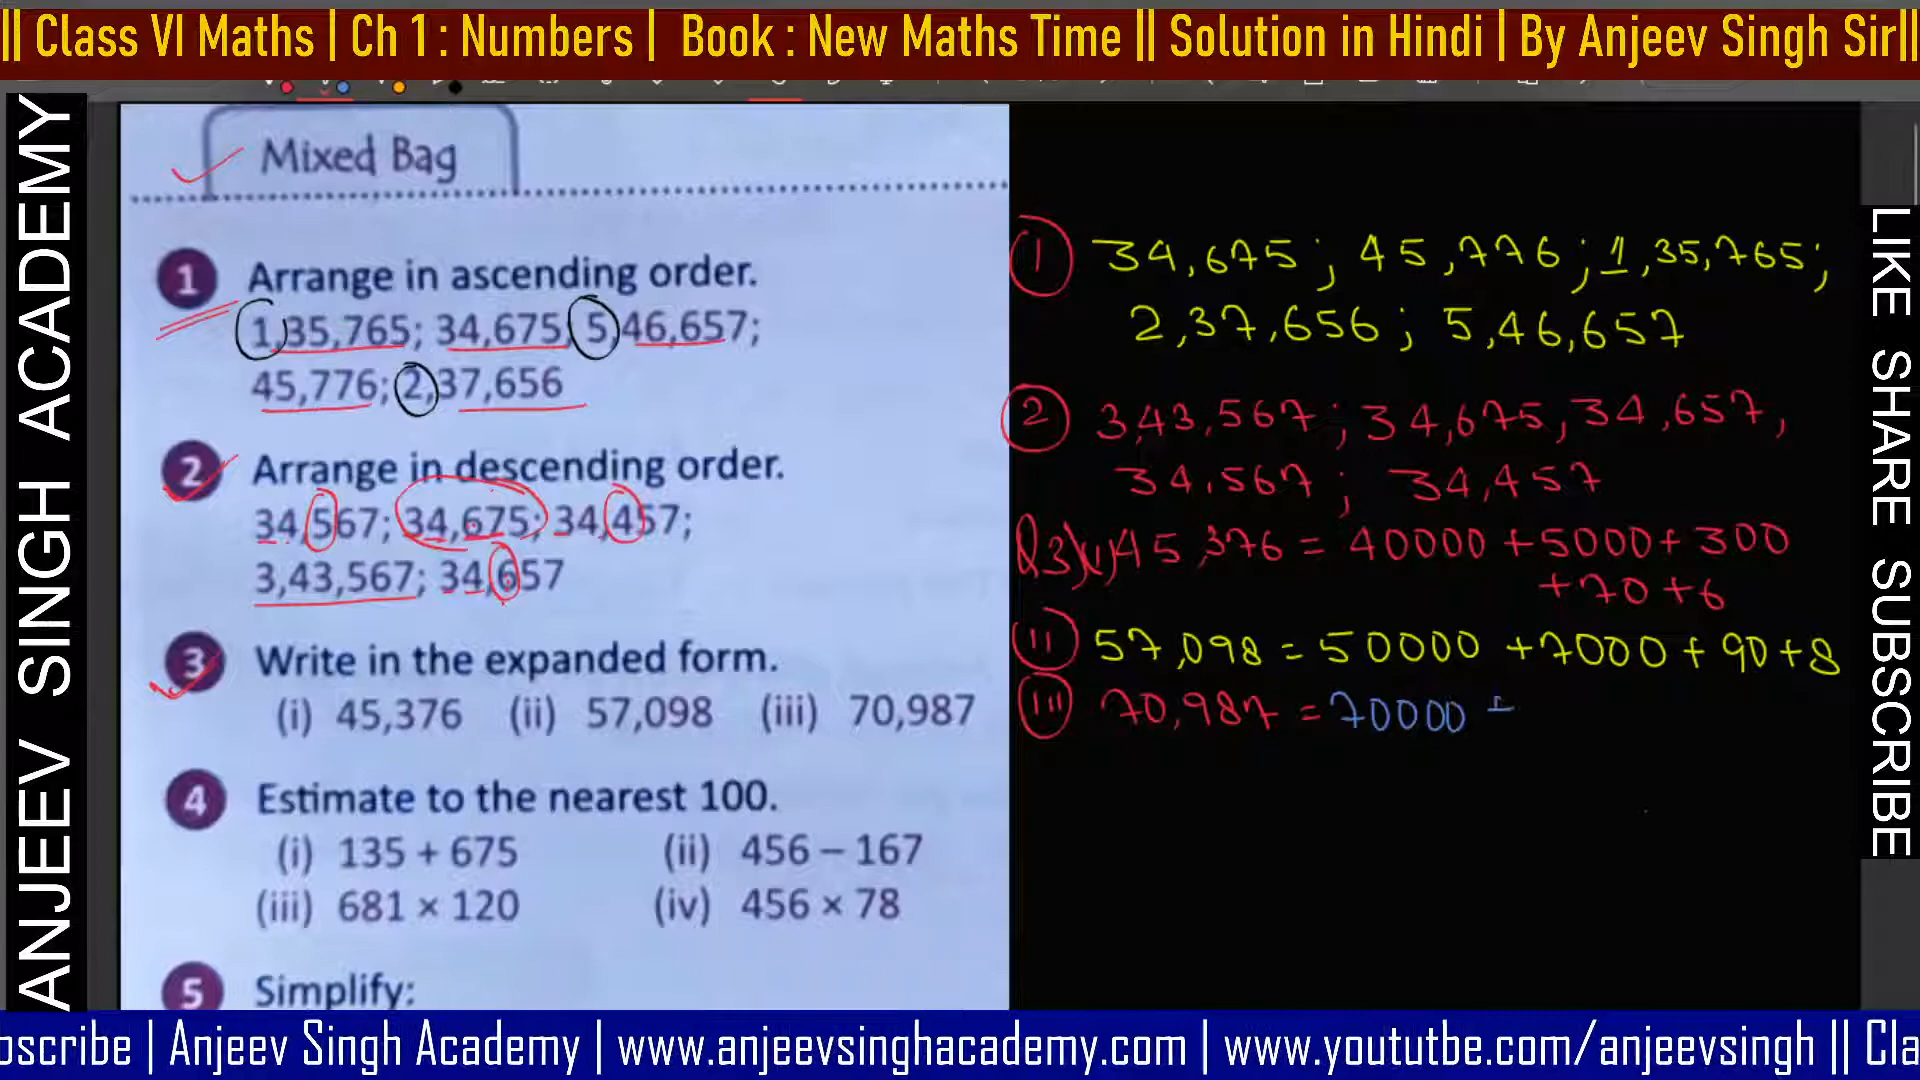 || Class VI Maths | Ch 1 : Numbers | Book : New Maths Time || Solution in Hindi | By Anjeev Singh Sir||
ANJEEV SINGH ACADEMY
Mixed Bag
1 Arrange in ascending order.
1,35,765; 34,675, 5,46,657;
45,776; 2,37,656
2 Arrange in descending order.
34,567; 34,675; 34,457;
3,43,567; 34,657
3 Write in the expanded form.
(i) 45,376 (ii) 57,098 (iii) 70,987
4 Estimate to the nearest 100.
(i) 135 + 675 (ii) 456 – 167
(iii) 681 × 120 (iv) 456 × 78
5 Simplify:
1 34,675; 45,776; 1,35,765;
2,37,656; 5,46,657
2 3,43,567; 34,675, 34,657,
34,567; 34,457
Q3)(i) 45,376 = 40000 + 5000 + 300
+ 70 + 6
(ii) 57,098 = 50000 + 7000 + 90 + 8
(iii) 70,987 = 70000
LIKE SHARE SUBSCRIBE
bscribe | Anjeev Singh Academy | www.anjeevsinghacademy.com | www.yoututbe.com/anjeevsingh || Cla